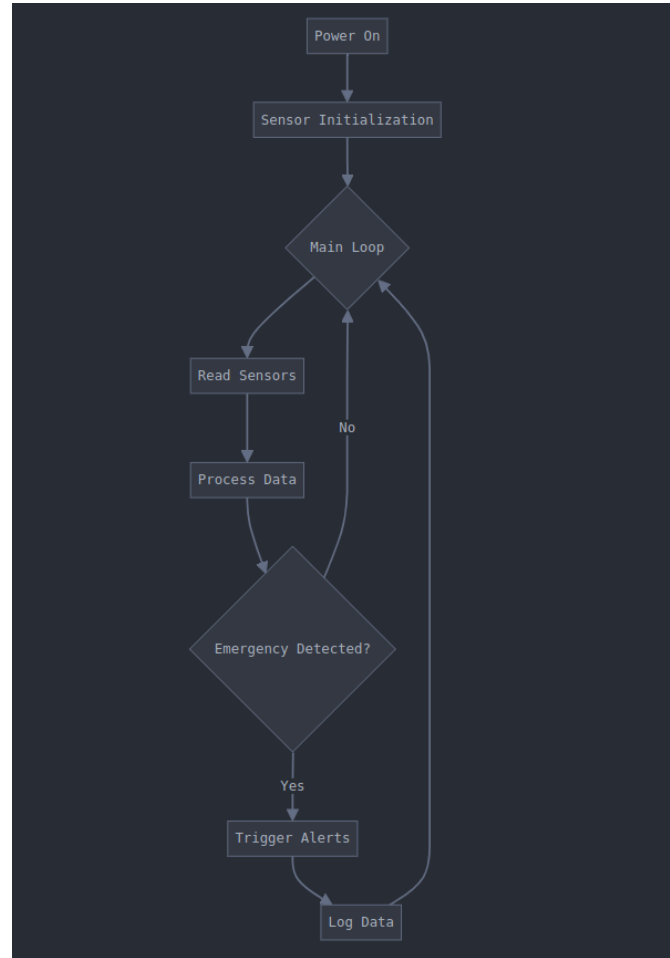 Power On
Sensor Initialization
Main Loop
Read Sensors
No
Process Data
Emergency Detected?
Yes
Trigger Alerts
Log Data